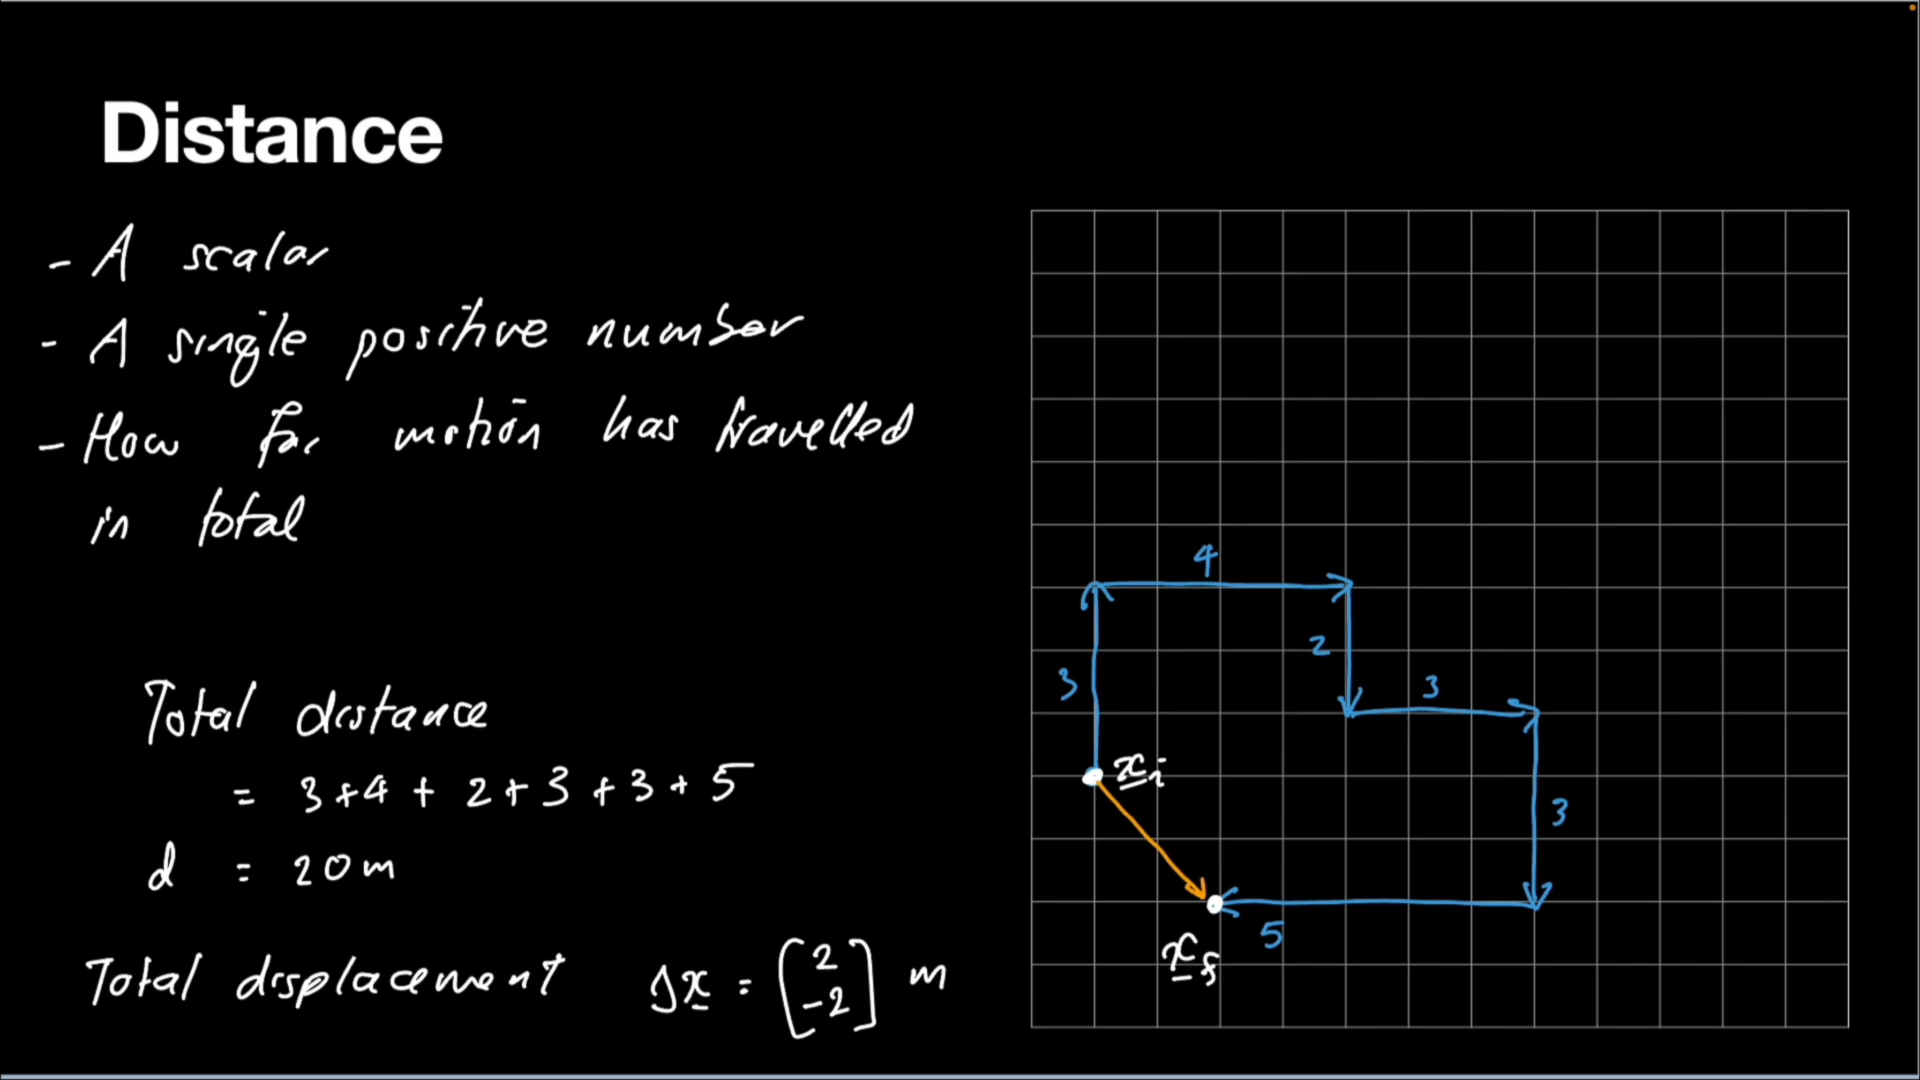 Distance
- A scalar
- A single positive number
- How far motion has travelled
in total
Total distance
= 3+4+2+3+3+5
d = 20m
Total displacement Δx = [2 -2] m
4
2
3
3
xi
3
5
xf